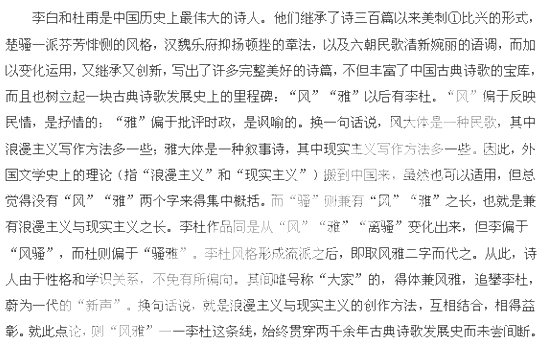 李白和杜甫是中国历史上最伟大的诗人。他们继承了诗三百篇以来美刺①比兴的形式，
楚骚一派芬芳悱恻的风格，汉魏乐府抑扬顿挫的章法，以及六朝民歌清新婉丽的语调，而加
以变化运用，又继承又创新，写出了许多完整美好的诗篇，不但丰富了中国古典诗歌的宝库，
而且也树立起一块古典诗歌发展史上的里程碑：“风”“雅”以后有李杜。“风”偏于反映
民情，是抒情的；“雅”偏于批评时政，是讽喻的。换一句话说，风大体是一种民歌，其中
浪漫主义写作方法多一些；雅大体是一种叙事诗，其中现实主义写作方法多一些。因此，外
国文学史上的理论（指“浪漫主义”和“现实主义”）搬到中国来，虽然也可以适用，但总
觉得没有“风”“雅”两个字来得集中概括。而“骚”则兼有“风”“雅”之长，也就是兼
有浪漫主义与现实主义之长。李杜作品同是从“风”“雅”“离骚”变化出来，但李偏于
“风骚”，而杜则偏于“骚雅”。李杜风格形成流派之后，即取风雅二字而代之。从此，诗
人由于性格和学识关系，不免有所偏向。其间唯号称“大家”的，得体兼风雅，追攀李杜，
蔚为一代的“新声”。换句话说，就是浪漫主义与现实主义的创作方法，互相结合，相得益
彰。就此点论，则“风雅”——李杜这条线，始终贯穿两千余年古典诗歌发展史而未尝间断。